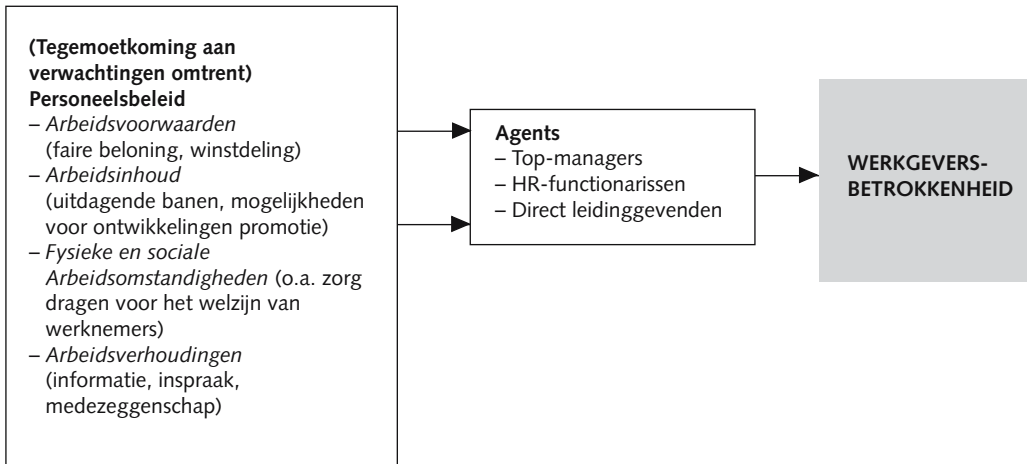 (Tegemoetkoming aan
verwachtingen omtrent)
Personeelsbeleid
– Arbeidsvoorwaarden
(faire beloning, winstdeling)
– Arbeidsinhoud
(uitdagende banen, mogelijkheden
voor ontwikkelingen promotie)
– Fysieke en sociale
Arbeidsomstandigheden (o.a. zorg
dragen voor het welzijn van
werknemers)
– Arbeidsverhoudingen
(informatie, inspraak,
medezeggenschap)
Agents
– Top-managers
– HR-functionarissen
– Direct leidinggevenden
WERKGEVERS-
BETROKKENHEID